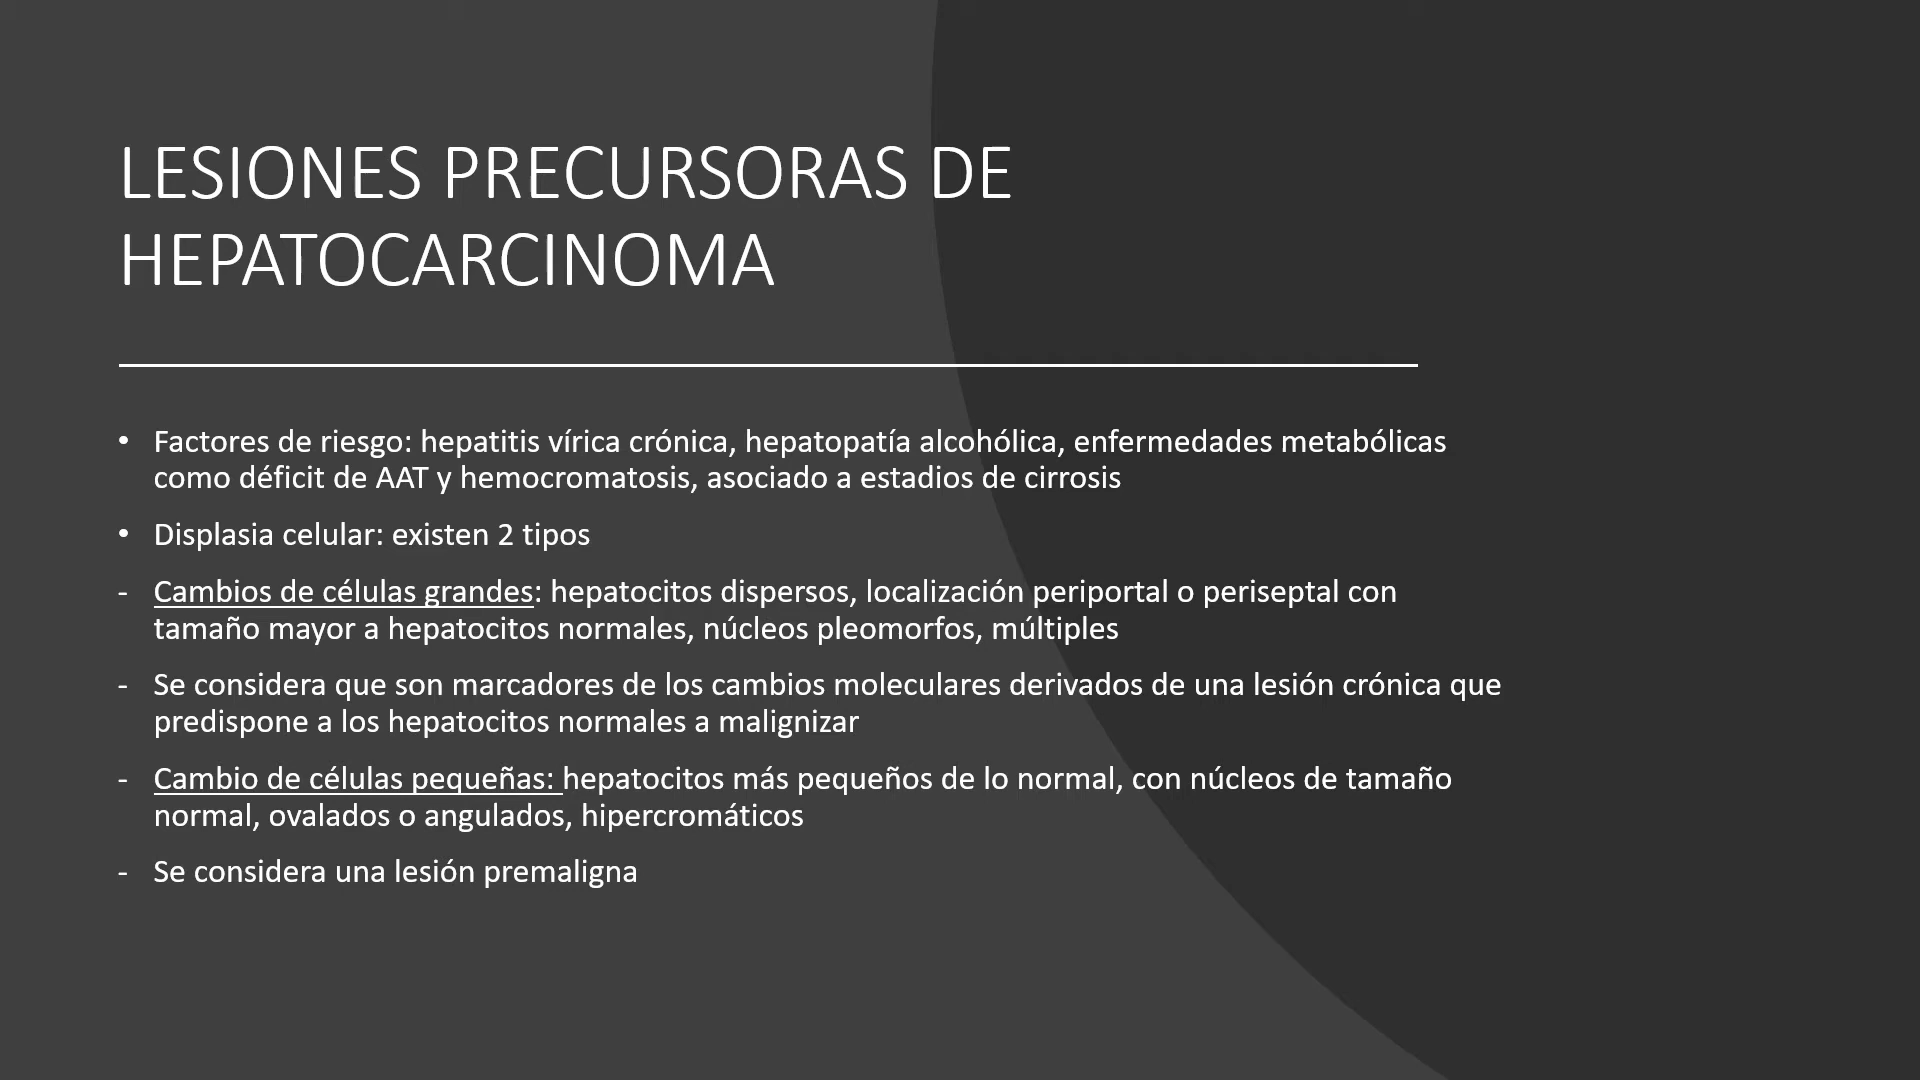 LESIONES PRECURSORAS DE
HEPATOCARCINOMA
• Factores de riesgo: hepatitis vírica crónica, hepatopatía alcohólica, enfermedades metabólicas
como déficit de AAT y hemocromatosis, asociado a estadios de cirrosis
• Displasia celular: existen 2 tipos
- Cambios de células grandes: hepatocitos dispersos, localización periportal o periseptal con
tamaño mayor a hepatocitos normales, núcleos pleomorfos, múltiples
- Se considera que son marcadores de los cambios moleculares derivados de una lesión crónica que
predispone a los hepatocitos normales a malignizar
- Cambio de células pequeñas: hepatocitos más pequeños de lo normal, con núcleos de tamaño
normal, ovalados o angulados, hipercromáticos
- Se considera una lesión premaligna